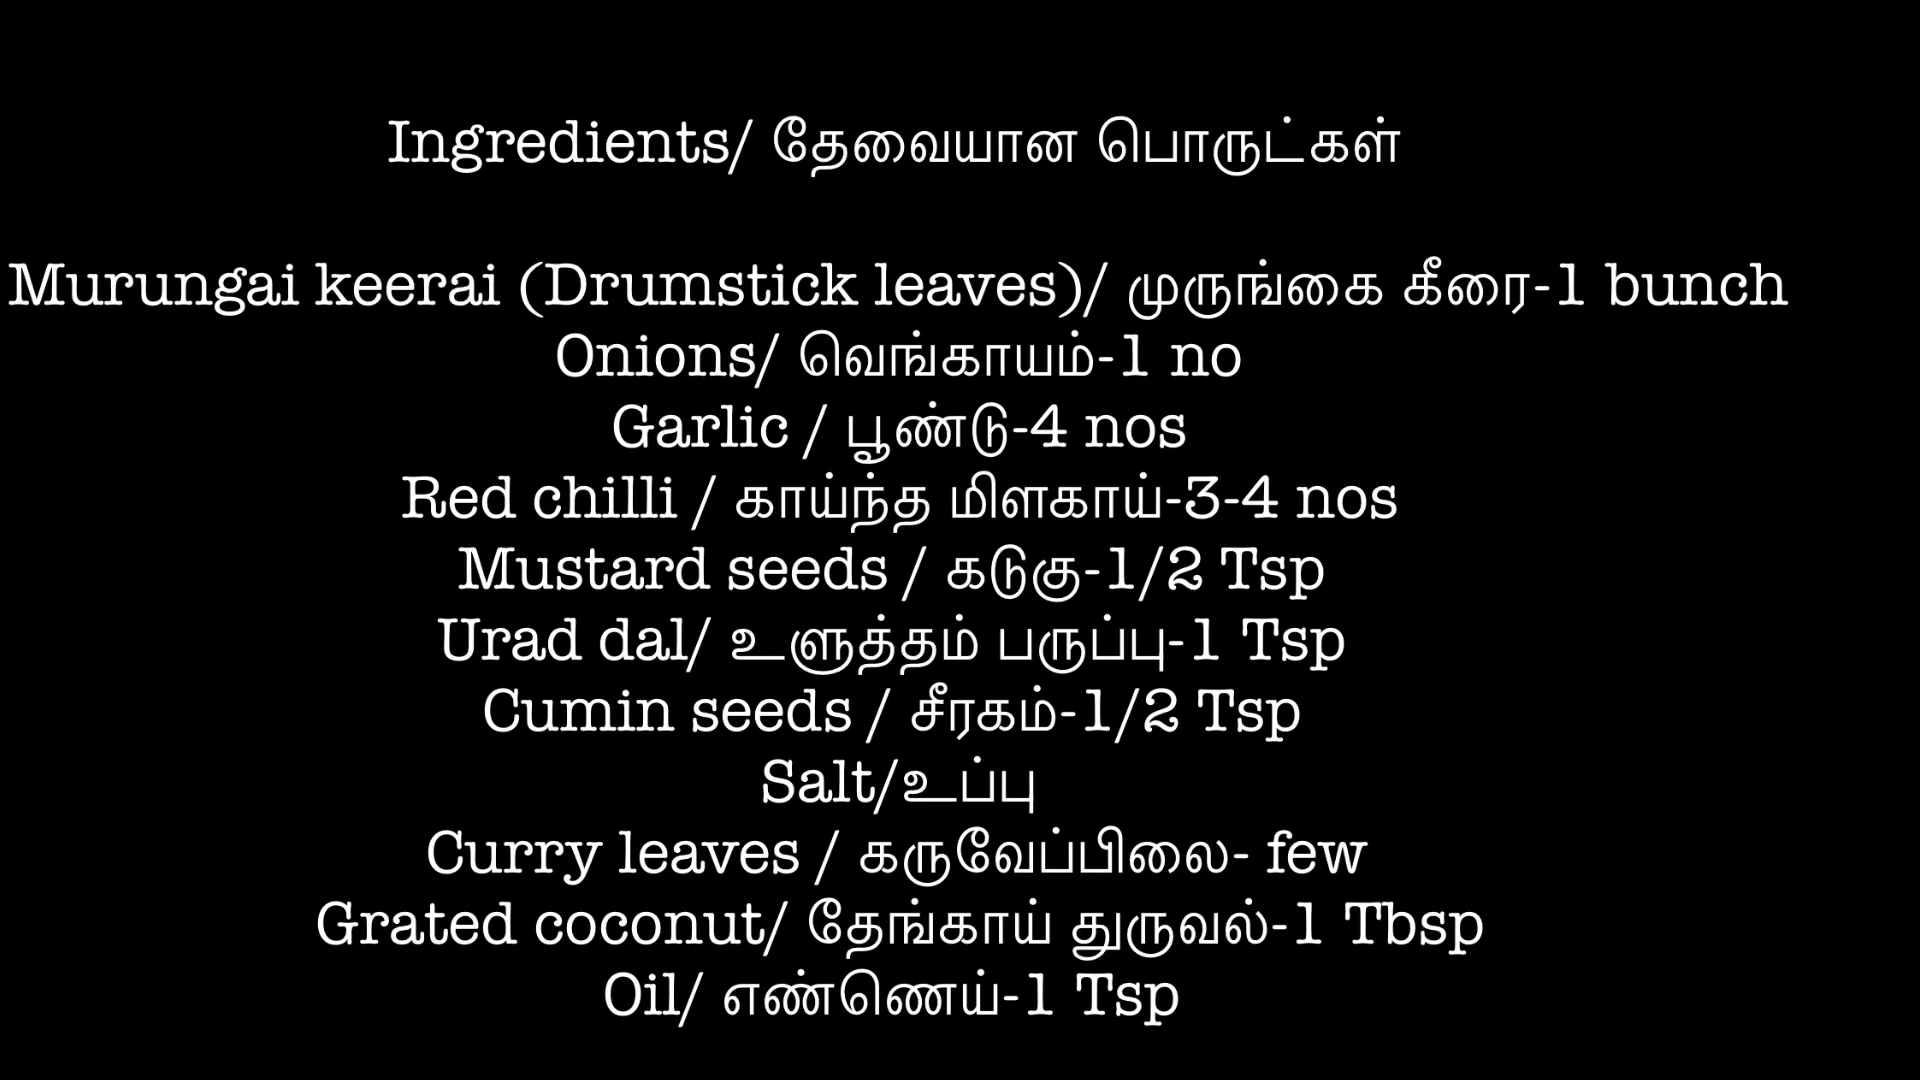 Ingredients/ தேவையான பொருட்கள்
Murungai keerai (Drumstick leaves)/ முருங்கை கீரை-1 bunch
Onions/ வெங்காயம்-1 no
Garlic / பூண்டு-4 nos
Red chilli / காய்ந்த மிளகாய்-3-4 nos
Mustard seeds / கடுகு-1/2 Tsp
Urad dal/ உளுத்தம் பருப்பு-1 Tsp
Cumin seeds / சீரகம்-1/2 Tsp
Salt/உப்பு
Curry leaves / கருவேப்பிலை- few
Grated coconut/ தேங்காய் துருவல்-1 Tbsp
Oil/ எண்ணெய்-1 Tsp